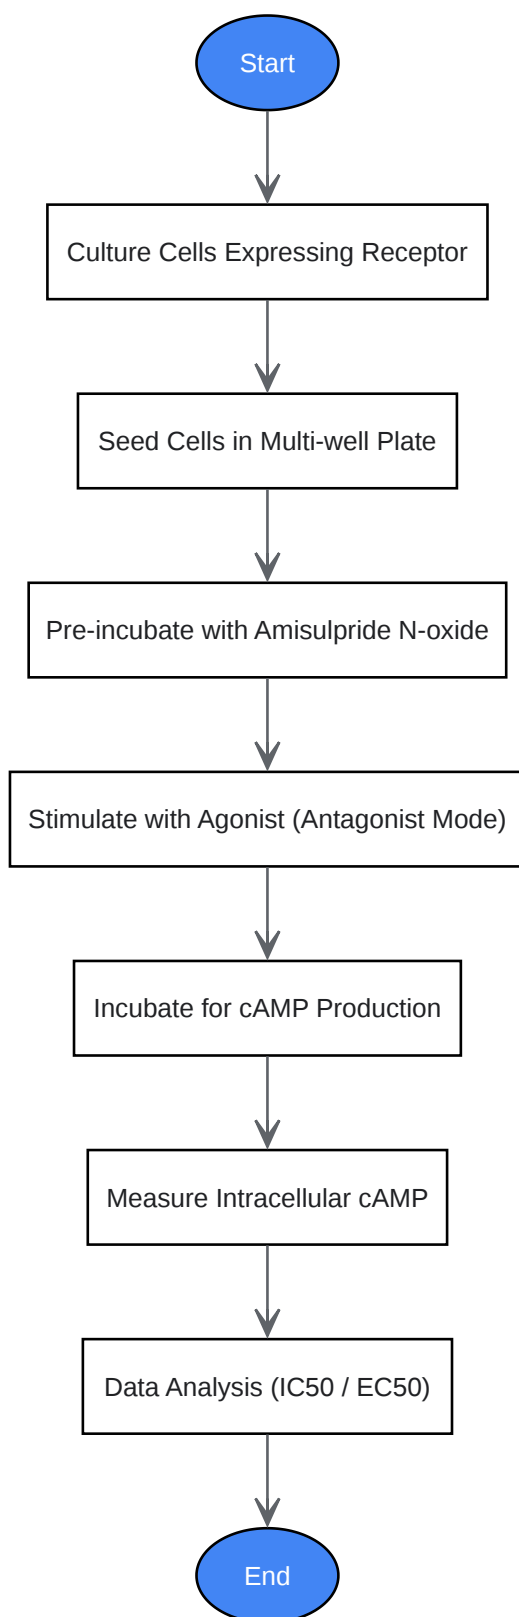 Start
Culture Cells Expressing Receptor
Seed Cells in Multi-well Plate
Pre-incubate with Amisulpride N-oxide
Stimulate with Agonist (Antagonist Mode)
Incubate for cAMP Production
Measure Intracellular cAMP
Data Analysis (IC50 / EC50)
End